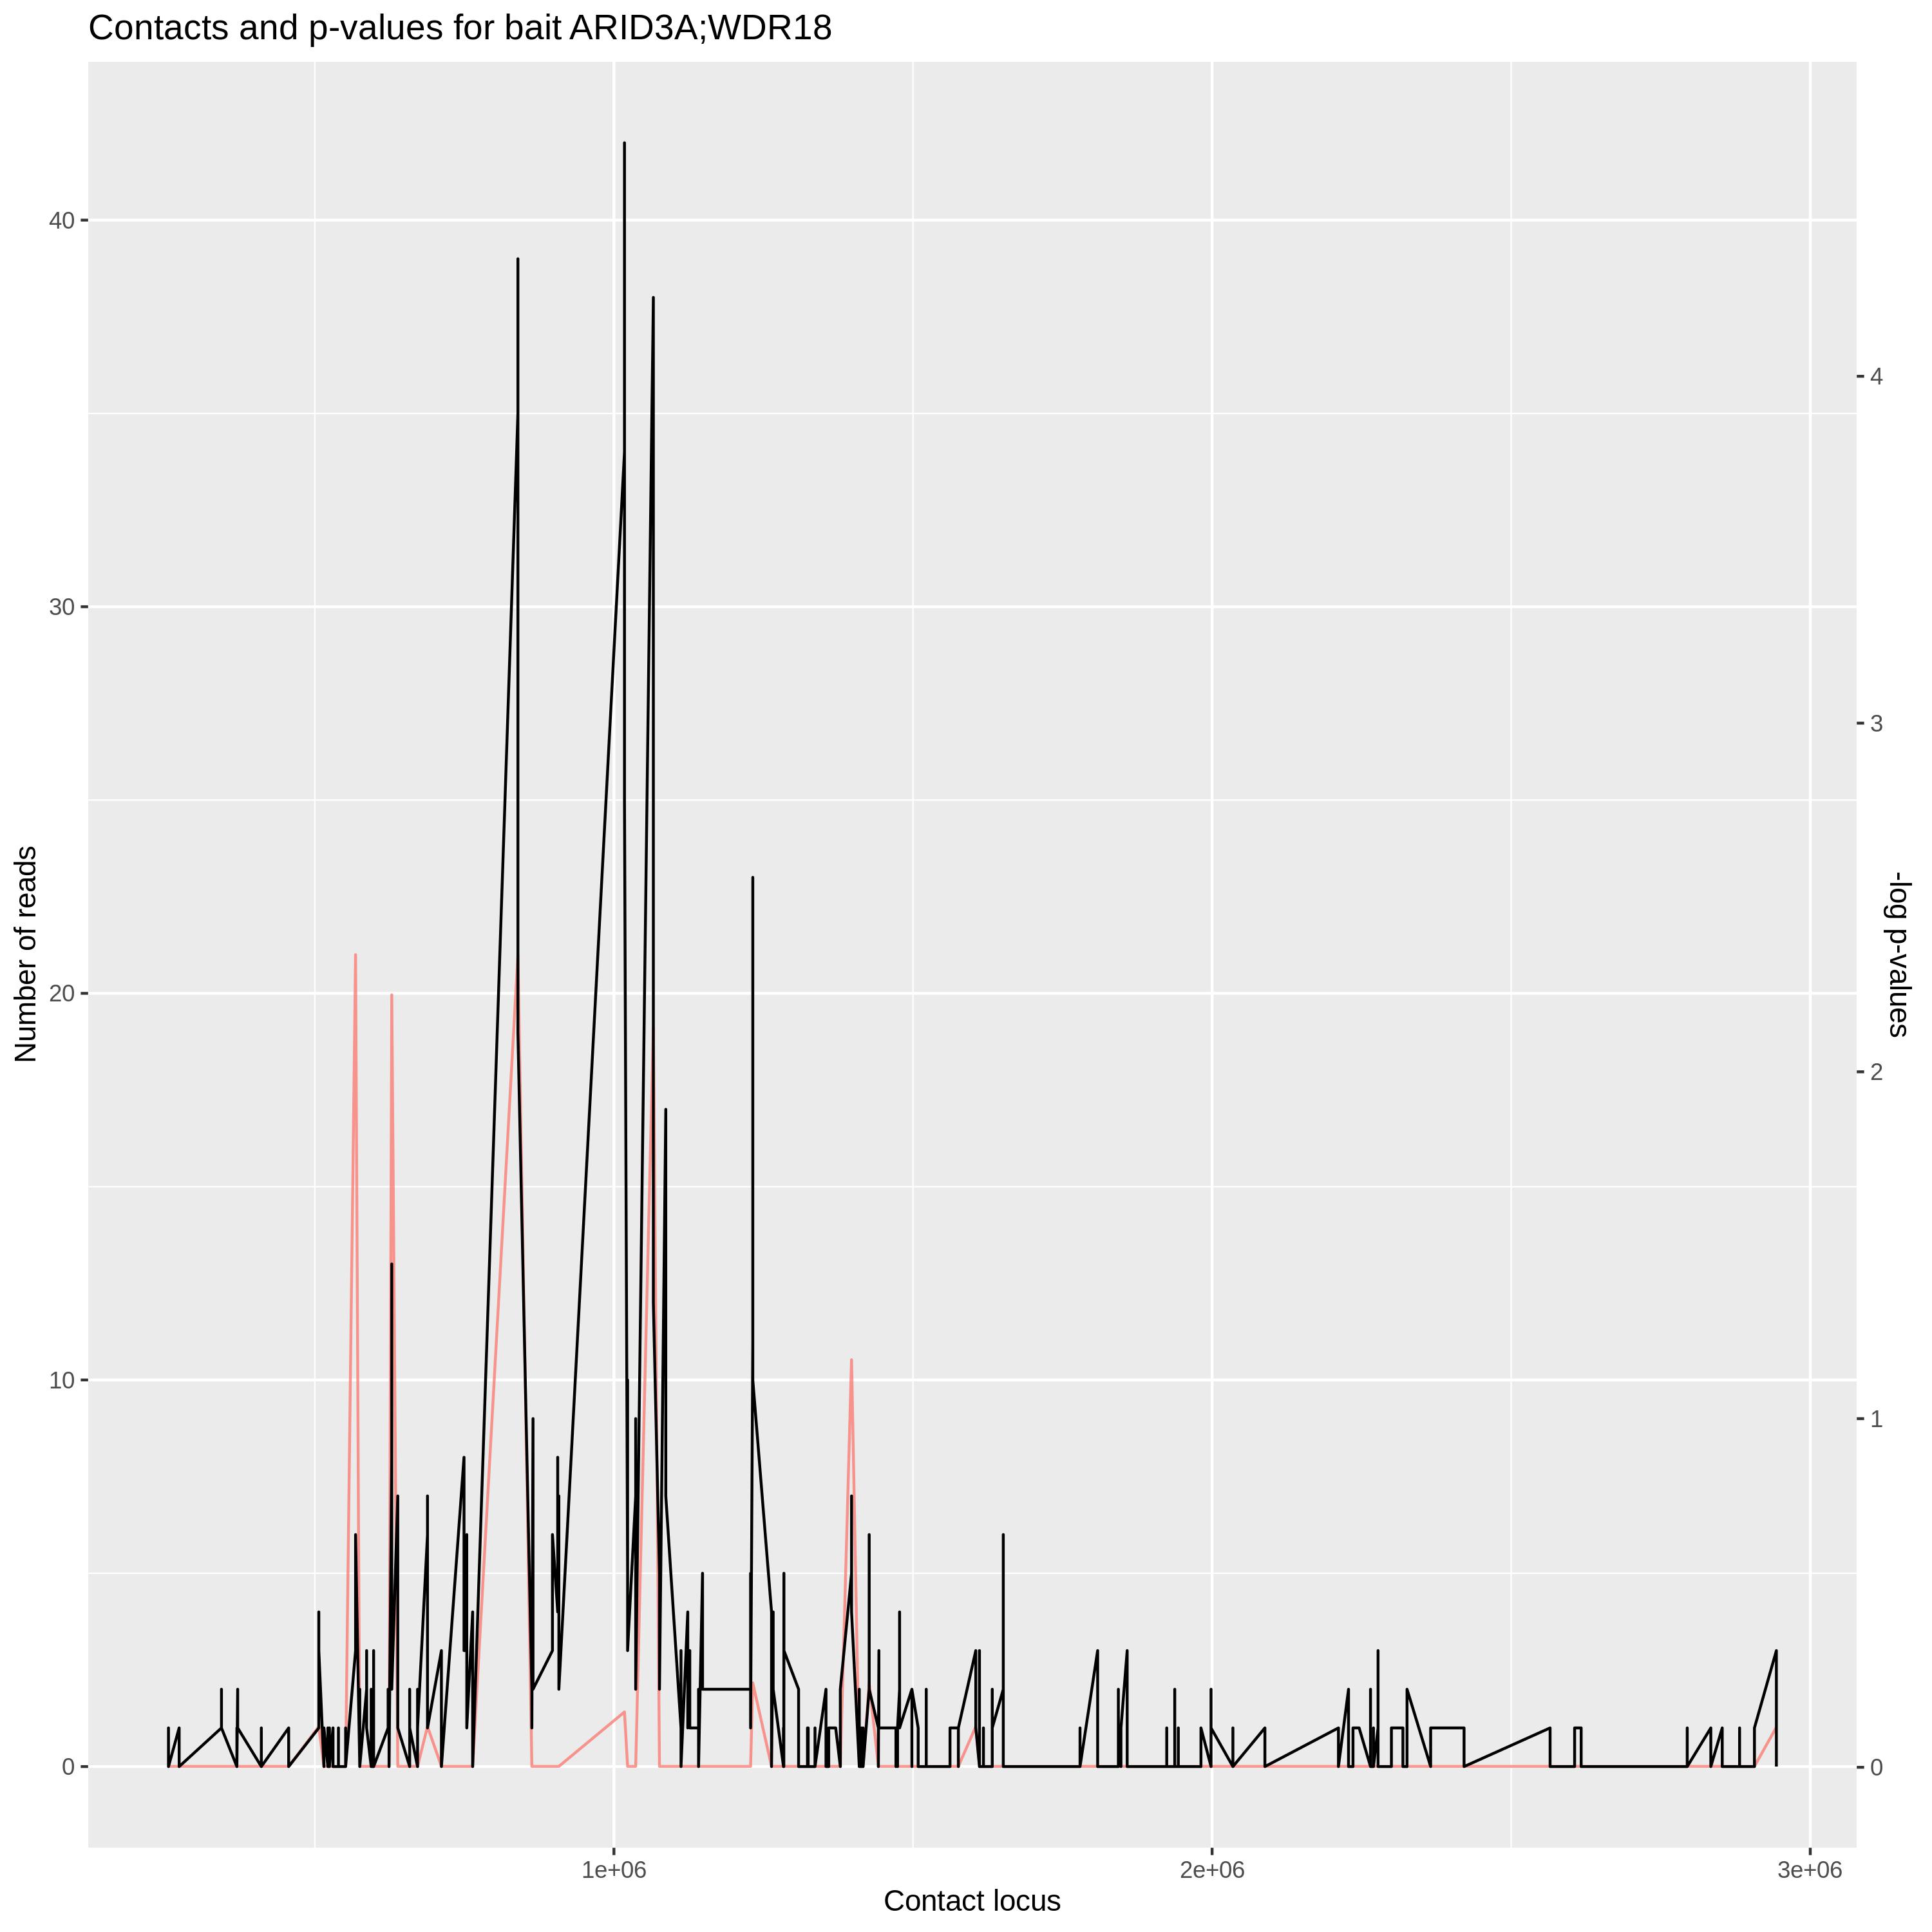 Contacts and p-values for bait ARID3A;WDR18
40
30
20
10
0
Number of reads
4
3
2
1
0
-log p-values
1e+06
2e+06
3e+06
Contact locus